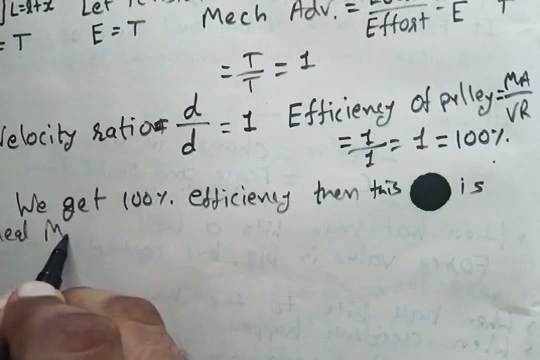 L=l+x Let
= T E = T Mech Adv. = /Effort = E T
= T/T = 1
Velocity ratio = d/d = 1 Efficiency of pulley = MA/VR
= 1/1 = 1 = 100%.
We get 100% efficiency then this is
M